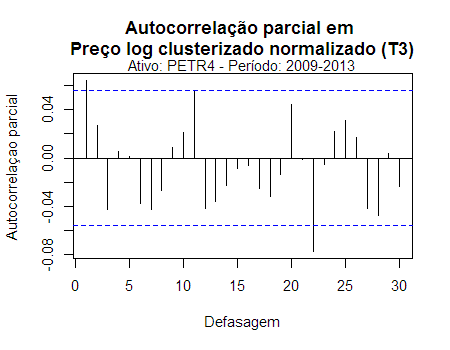 Autocorrelação parcial em
Preço log clusterizado normalizado (T3)
Ativo: PETR4 - Período: 2009-2013
Autocorrelaçao parcial
0.04
0.00
-0.04
-0.08
0 5 10 15 20 25 30
Defasagem